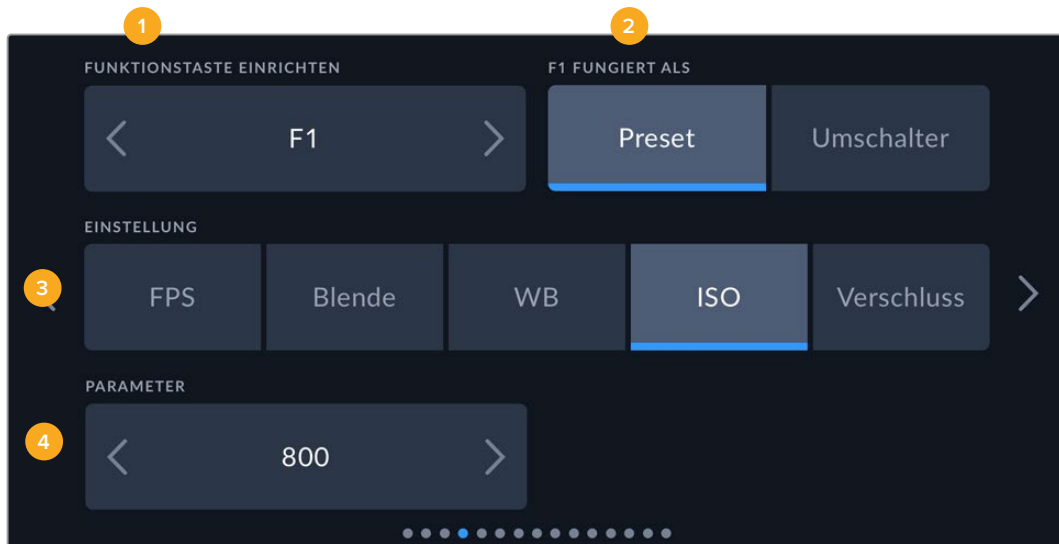 1
2
FUNKTIONSTASTE EINRICHTEN
F1 FUNGIERT ALS
F1
Preset
Umschalter
EINSTELLUNG
3
FPS
Blende
WB
ISO
Verschluss
PARAMETER
4
800